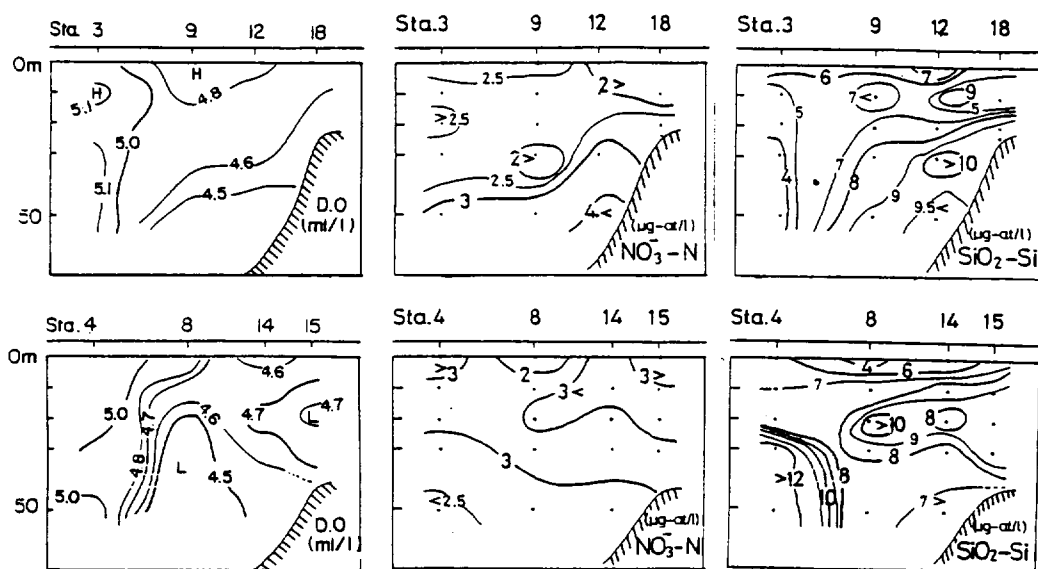 Sta. 3 9 12 18
Om
50
H
H
4.8
5.1
5.0
5.1
4.6
4.5
D.O
(ml/l)
Sta.3 9 12 18
2.5
2>
>2.5
2>
2.5
3
4<
(µg-at/l)
NO₃⁻-N
Sta. 3 9 12 18
6
7
7<
9
5
5
4
7
8
>10
9
9.5<
(µg-at/l)
SiO₂-Si
Sta. 4 8 14 15
Om
50
4.6
5.0
4.7
4.7
4.7
L
4.6
4.8
L
4.5
5.0
D.O
(ml/l)
Sta.4 8 14 15
>3
2
3<
3>
3
<2.5
(µg-at/l)
NO₃⁻-N
Sta.4 8 14 15
4
6
7
>10
8
9
8
>12
8
10
7>
(µg-at/l)
SiO₂-Si